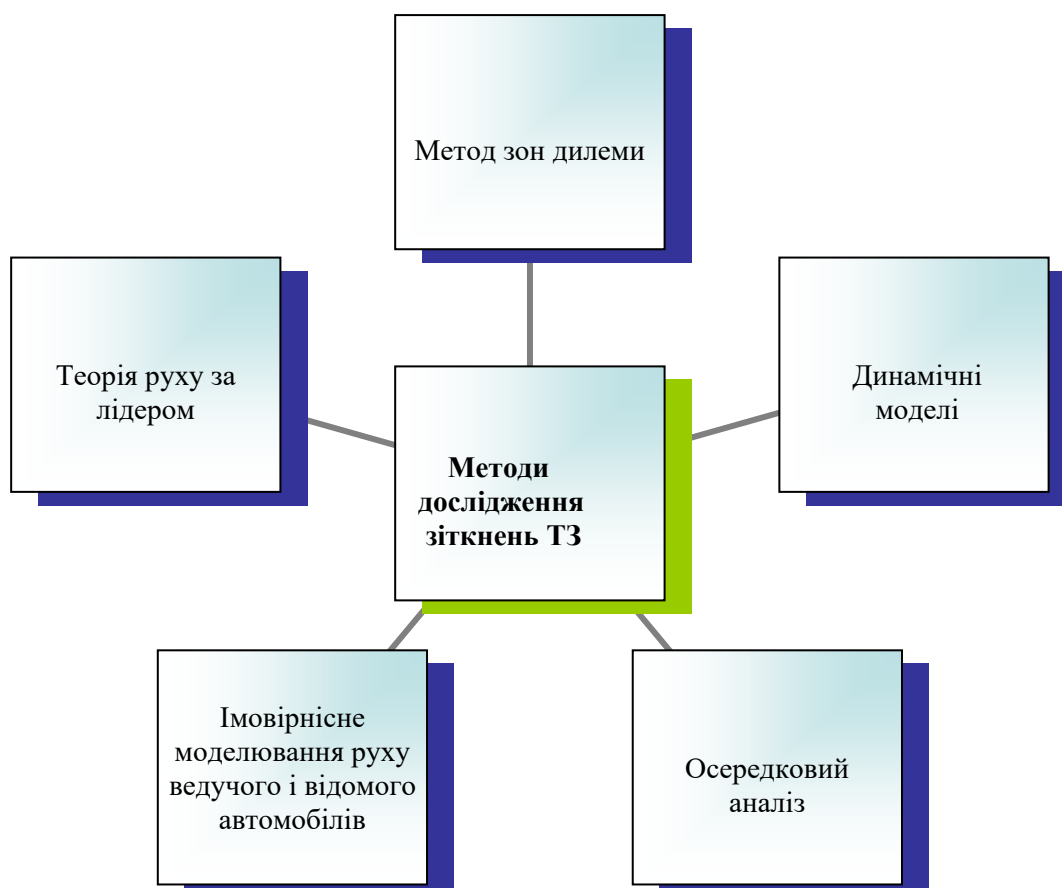 Метод зон дилеми
Теорія руху за
лідером
Динамічні
моделі
Методи
дослідження
зіткнень ТЗ
Імовірнісне
моделювання руху
ведучого і відомого
автомобілів
Осередковий
аналіз